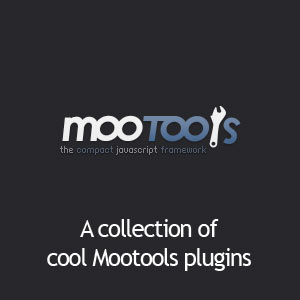 mootools
the compact javascript framework
A collection of
cool Mootools plugins